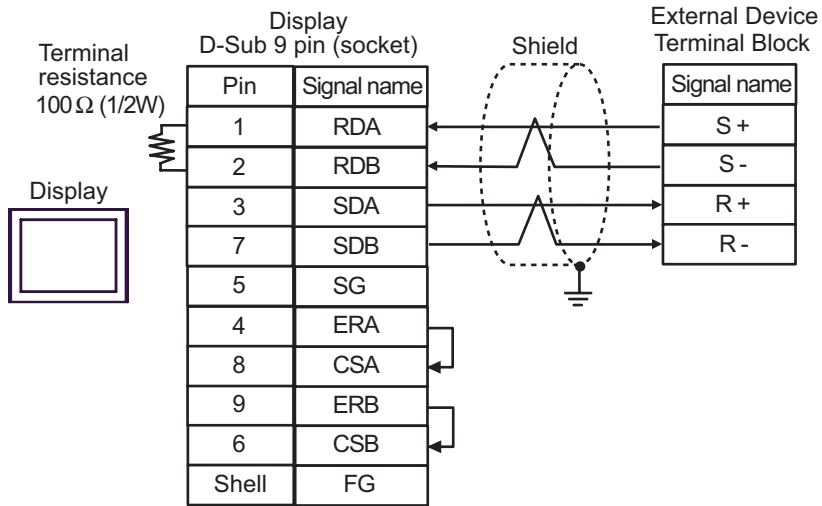 Display
D-Sub 9 pin (socket)
Shield
External Device
Terminal Block
Terminal
resistance
100Ω (1/2W)
Display
Pin Signal name
1 RDA
2 RDB
3 SDA
7 SDB
5 SG
4 ERA
8 CSA
9 ERB
6 CSB
Shell FG
Signal name
S +
S -
R +
R -